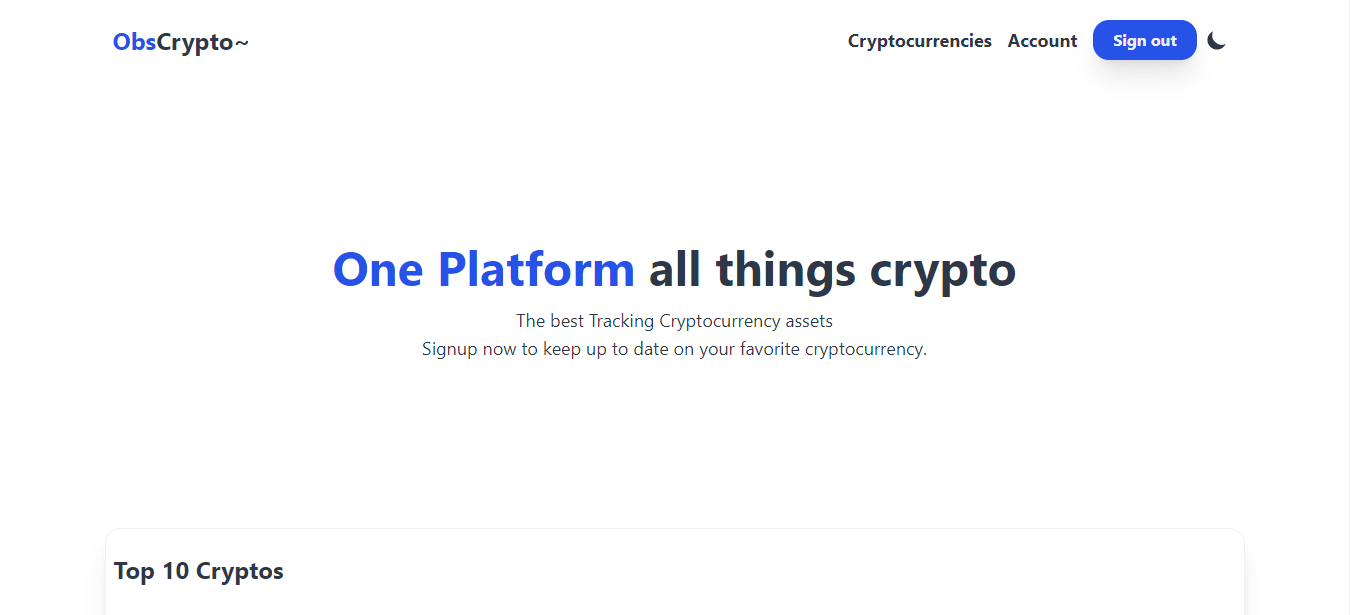 ObsCrypto~
Cryptocurrencies
Account
Sign out
One Platform all things crypto
The best Tracking Cryptocurrency assets
Signup now to keep up to date on your favorite cryptocurrency.
Top 10 Cryptos